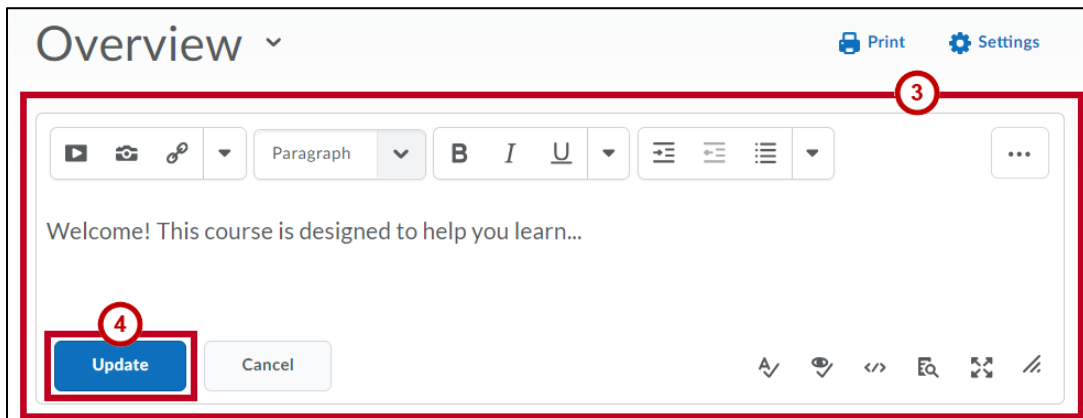 Overview
Print
Settings
3
Paragraph
B I U
Welcome! This course is designed to help you learn...
4
Update
Cancel